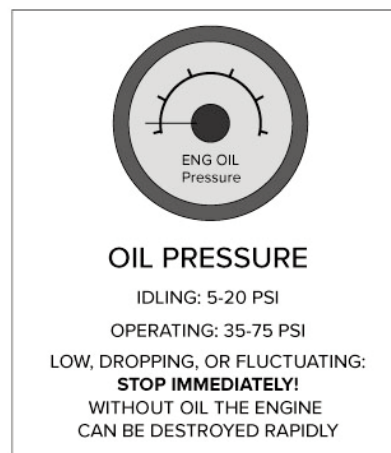 ENG OIL
Pressure
OIL PRESSURE
IDLING: 5-20 PSI
OPERATING: 35-75 PSI
LOW, DROPPING, OR FLUCTUATING:
STOP IMMEDIATELY!
WITHOUT OIL THE ENGINE
CAN BE DESTROYED RAPIDLY